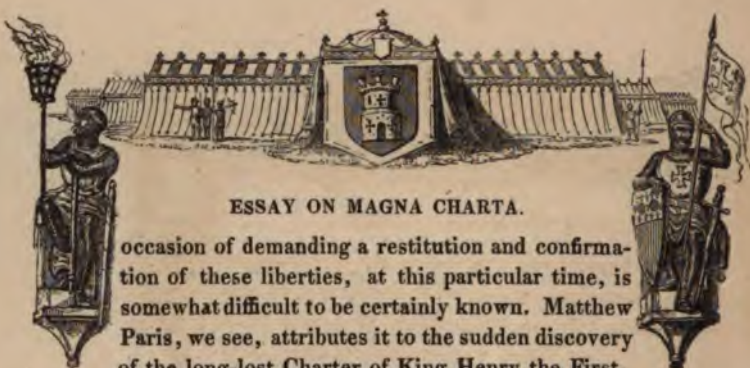 ESSAY ON MAGNA CHARTA.
occasion of demanding a restitution and confirma-
tion of these liberties, at this particular time, is
somewhat difficult to be certainly known. Matthew
Paris, we see, attributes it to the sudden discovery
of the long-lost Charter of King Henry the First